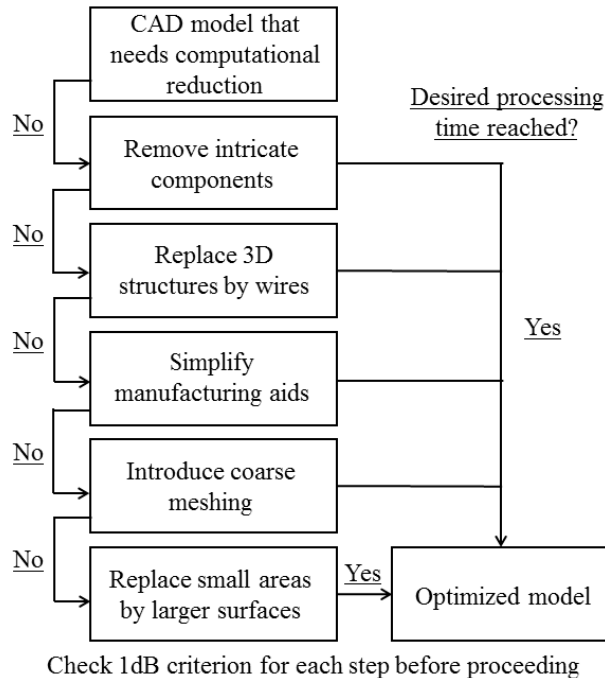 CAD model that
needs computational
reduction
Desired processing
time reached?
No
Remove intricate
components
No
Replace 3D
structures by wires
No
Yes
Simplify
manufacturing aids
No
Introduce coarse
meshing
No
Replace small areas
by larger surfaces
Yes
Optimized model
Check 1dB criterion for each step before proceeding